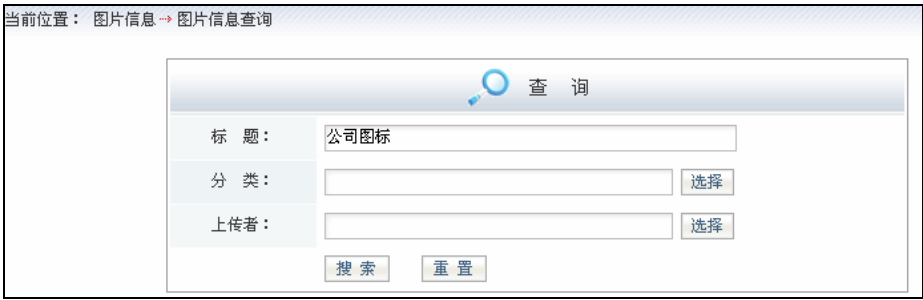 当前位置： 图片信息→图片信息查询
查 询
标 题： 公司图标
分 类： 选择
上传者： 选择
搜 索 重 置